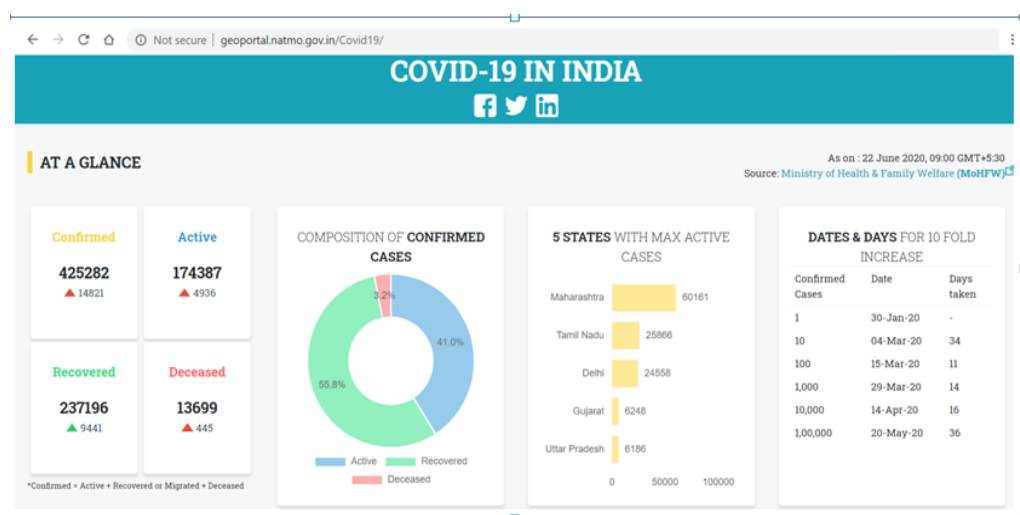 Not secure | geoportal.natmo.gov.in/Covid19/
COVID-19 IN INDIA
AT A GLANCE
As on : 22 June 2020, 09:00 GMT+5:30
Source: Ministry of Health & Family Welfare (MoHFW)
Confirmed
425282
14821
Active
174387
4936
Recovered
237196
9441
Deceased
13699
445
*Confirmed = Active + Recovered or Migrated + Deceased
COMPOSITION OF CONFIRMED
CASES
3.2%
41.0%
55.8%
Active
Recovered
Deceased
5 STATES WITH MAX ACTIVE
CASES
Maharashtra 60161
Tamil Nadu 25866
Delhi 24558
Gujarat 6248
Uttar Pradesh 6186
0 50000 100000
DATES & DAYS FOR 10 FOLD
INCREASE
Confirmed Date Days
Cases taken
1 30-Jan-20 -
10 04-Mar-20 34
100 15-Mar-20 11
1,000 29-Mar-20 14
10,000 14-Apr-20 16
1,00,000 20-May-20 36